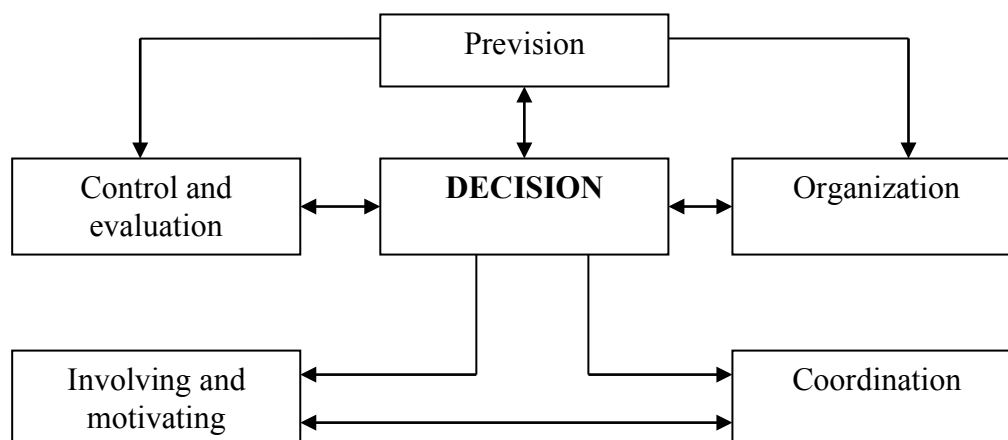 Prevision
Control and
evaluation
DECISION
Organization
Involving and
motivating
Coordination